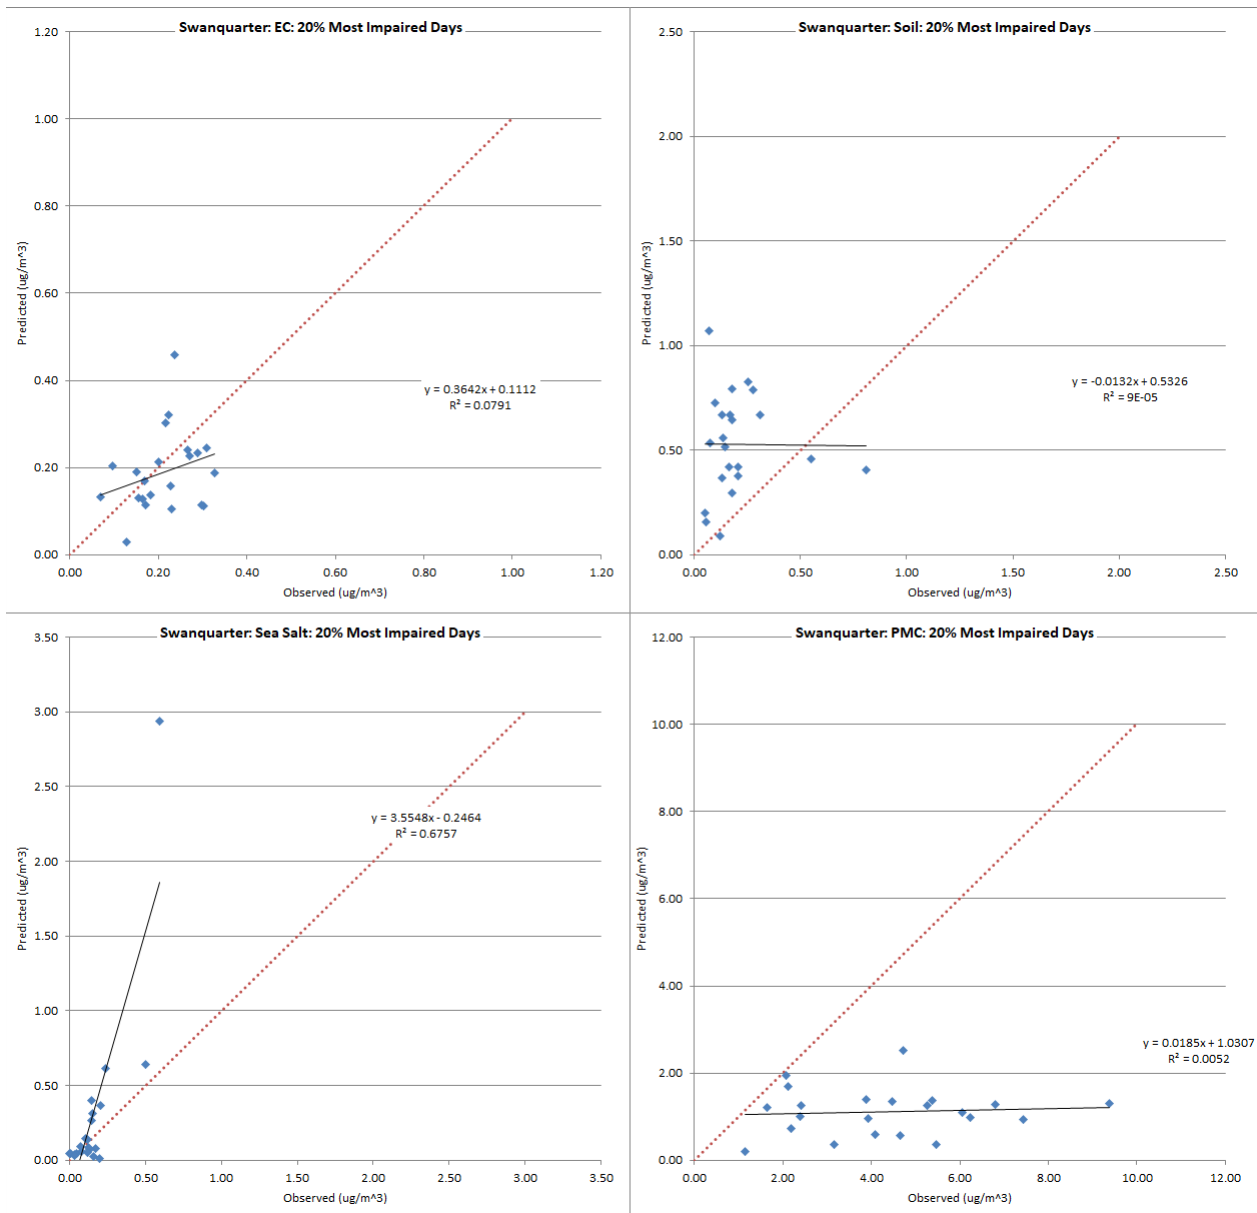 Swanquarter: EC: 20% Most Impaired Days
1.20
1.00
0.80
0.60
0.40
0.20
0.00
Predicted (ug/m^3)
y = 0.3642x + 0.1112
R² = 0.0791
0.00 0.20 0.40 0.60 0.80 1.00 1.20
Observed (ug/m^3)
Swanquarter: Soil: 20% Most Impaired Days
2.50
2.00
1.50
1.00
0.50
0.00
Predicted (ug/m^3)
y = -0.0132x + 0.5326
R² = 9E-05
0.00 0.50 1.00 1.50 2.00 2.50
Observed (ug/m^3)
Swanquarter: Sea Salt: 20% Most Impaired Days
3.50
3.00
2.50
2.00
1.50
1.00
0.50
0.00
Predicted (ug/m^3)
y = 3.5548x - 0.2464
R² = 0.6757
0.00 0.50 1.00 1.50 2.00 2.50 3.00 3.50
Observed (ug/m^3)
Swanquarter: PMC: 20% Most Impaired Days
12.00
10.00
8.00
6.00
4.00
2.00
0.00
Predicted (ug/m^3)
y = 0.0185x + 1.0307
R² = 0.0052
0.00 2.00 4.00 6.00 8.00 10.00 12.00
Observed (ug/m^3)